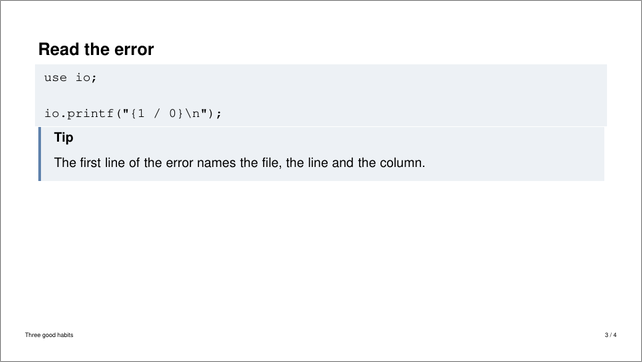 Read the error
use io;
io.printf("{1 / 0}\n");
Tip
The first line of the error names the file, the line and the column.
Three good habits
3 / 4